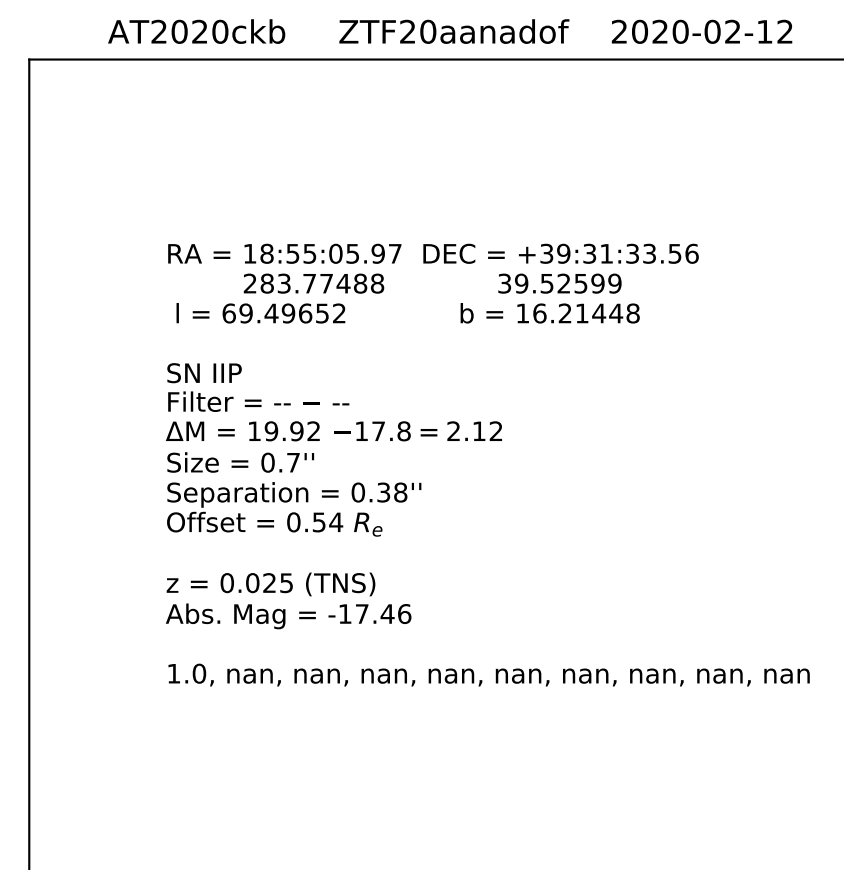 AT2020ckb ZTF20aanadof 2020-02-12
RA = 18:55:05.97 DEC = +39:31:33.56
283.77488 39.52599
l = 69.49652 b = 16.21448
SN IIP
Filter = -- − --
ΔM = 19.92 −17.8 = 2.12
Size = 0.7''
Separation = 0.38''
Offset = 0.54 Re
z = 0.025 (TNS)
Abs. Mag = -17.46
1.0, nan, nan, nan, nan, nan, nan, nan, nan, nan